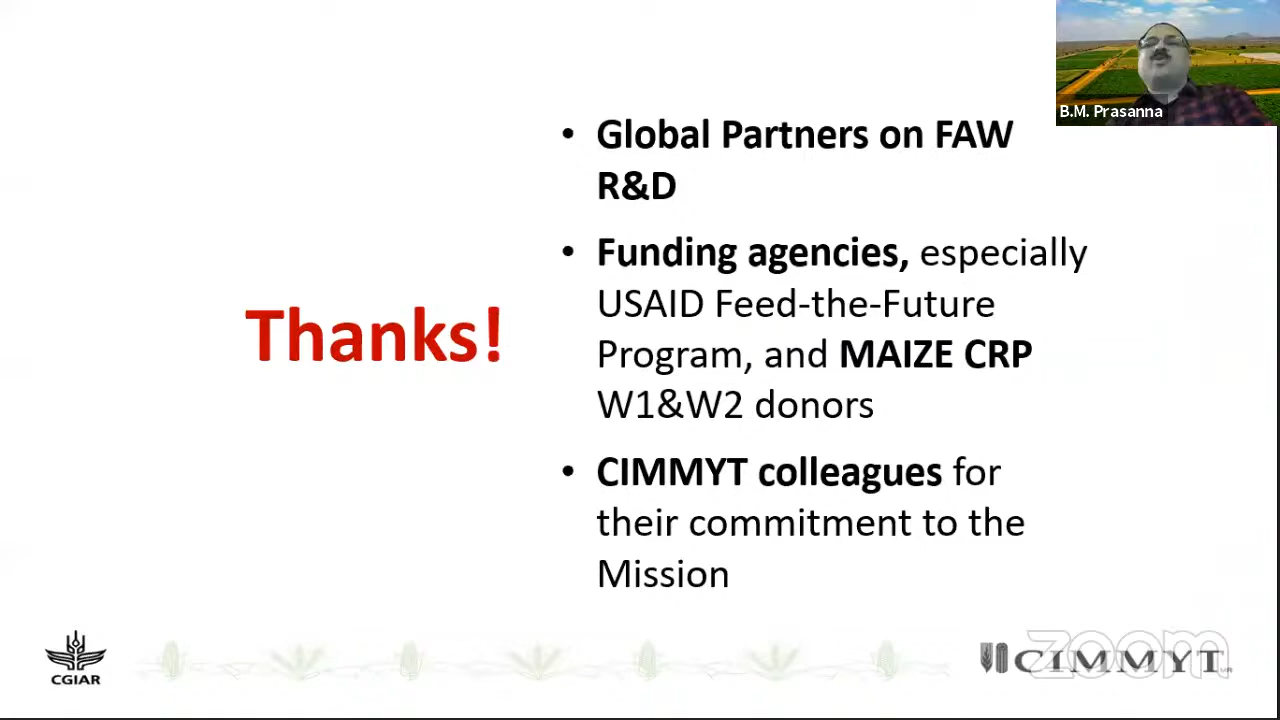 B.M. Prasanna
Thanks!
• Global Partners on FAW
R&D
• Funding agencies, especially
USAID Feed-the-Future
Program, and MAIZE CRP
W1&W2 donors
• CIMMYT colleagues for
their commitment to the
Mission
CGIAR
CIMMYT
zoom